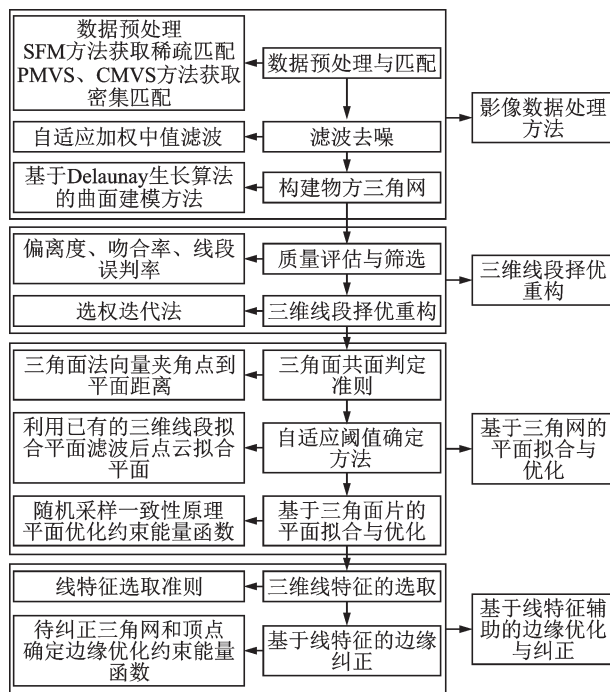 数据预处理
SFM方法获取稀疏匹配
PMVS、CMVS方法获取
密集匹配
数据预处理与匹配
影像数据处理
方法
自适应加权中值滤波
滤波去噪
基于Delaunay生长算法
的曲面建模方法
构建物方三角网
偏离度、吻合率、线段
误判率
质量评估与筛选
三维线段择优
重构
选权迭代法
三维线段择优重构
三角面法向量夹角点到
平面距离
三角面共面判定
准则
利用已有的三维线段拟
合平面滤波后点云拟合
平面
自适应阈值确定
方法
基于三角网的
平面拟合与
优化
随机采样一致性原理
平面优化约束能量函数
基于三角面片的
平面拟合与优化
线特征选取准则
三维线特征的选取
基于线特征辅
助的边缘优化
与纠正
待纠正三角网和顶点
确定边缘优化约束能量
函数
基于线特征的边缘
纠正